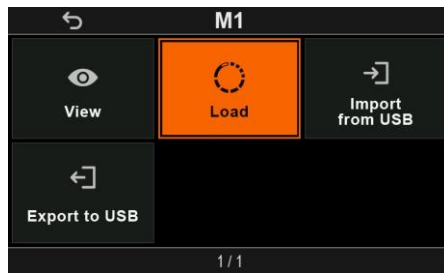 M1
View
Load
Import
from USB
Export to USB
1/1